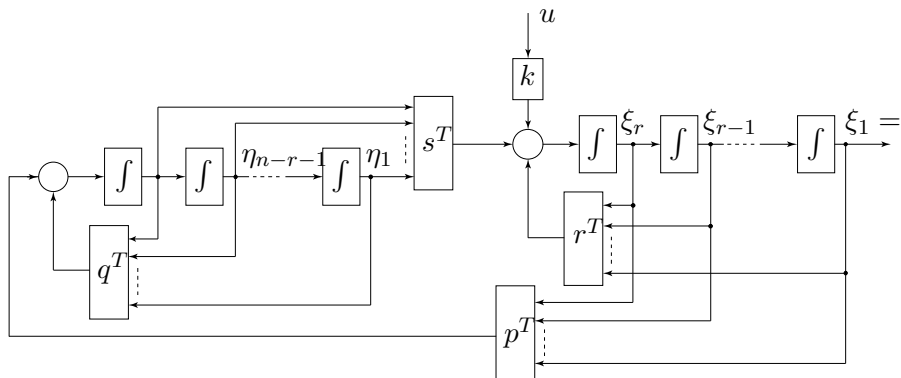 u
k
s^T
∫
ξ_r
∫
ξ_{r−1}
∫
ξ_1 =
∫
∫
η_{n−r−1}
∫
η_1
r^T
q^T
p^T